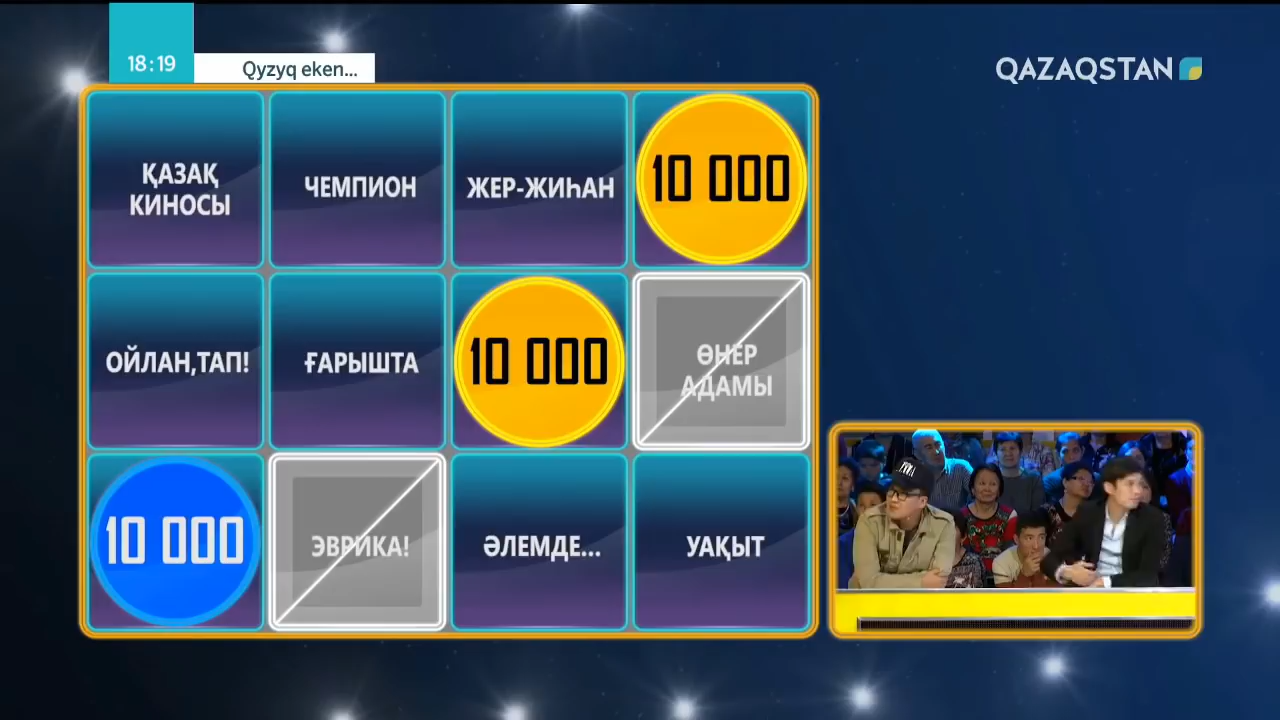 18:19
Qyzyq eken...
QAZAQSTAN
ҚАЗАҚ
КИНОСЫ
ЧЕМПИОН
ЖЕР-ЖИҺАН
10 000
ОЙЛАН,ТАП!
ҒАРЫШТА
10 000
ӨНЕР
АДАМЫ
10 000
ЭВРИКА!
ӘЛЕМДЕ...
УАҚЫТ